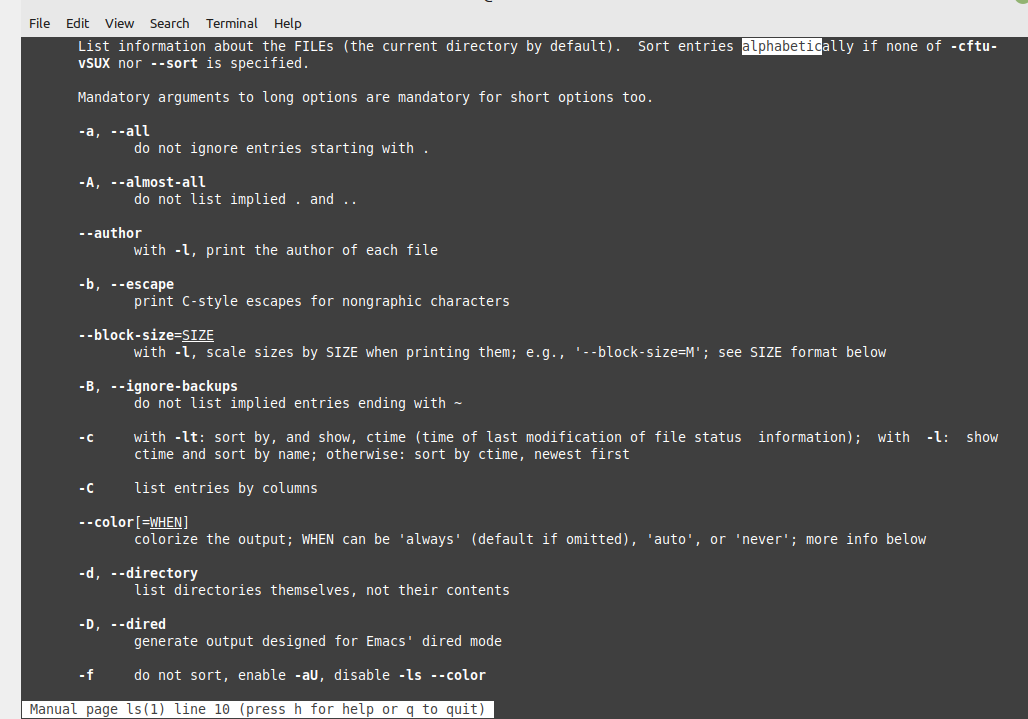 File Edit View Search Terminal Help
List information about the FILEs (the current directory by default).  Sort entries alphabetically if none of -cftu-
vSUX nor --sort is specified.
Mandatory arguments to long options are mandatory for short options too.
-a, --all
do not ignore entries starting with .
-A, --almost-all
do not list implied . and ..
--author
with -l, print the author of each file
-b, --escape
print C-style escapes for nongraphic characters
--block-size=SIZE
with -l, scale sizes by SIZE when printing them; e.g., '--block-size=M'; see SIZE format below
-B, --ignore-backups
do not list implied entries ending with ~
-c     with -lt: sort by, and show, ctime (time of last modification of file status  information);  with  -l:  show
ctime and sort by name; otherwise: sort by ctime, newest first
-C     list entries by columns
--color[=WHEN]
colorize the output; WHEN can be 'always' (default if omitted), 'auto', or 'never'; more info below
-d, --directory
list directories themselves, not their contents
-D, --dired
generate output designed for Emacs' dired mode
-f     do not sort, enable -aU, disable -ls --color
Manual page ls(1) line 10 (press h for help or q to quit)